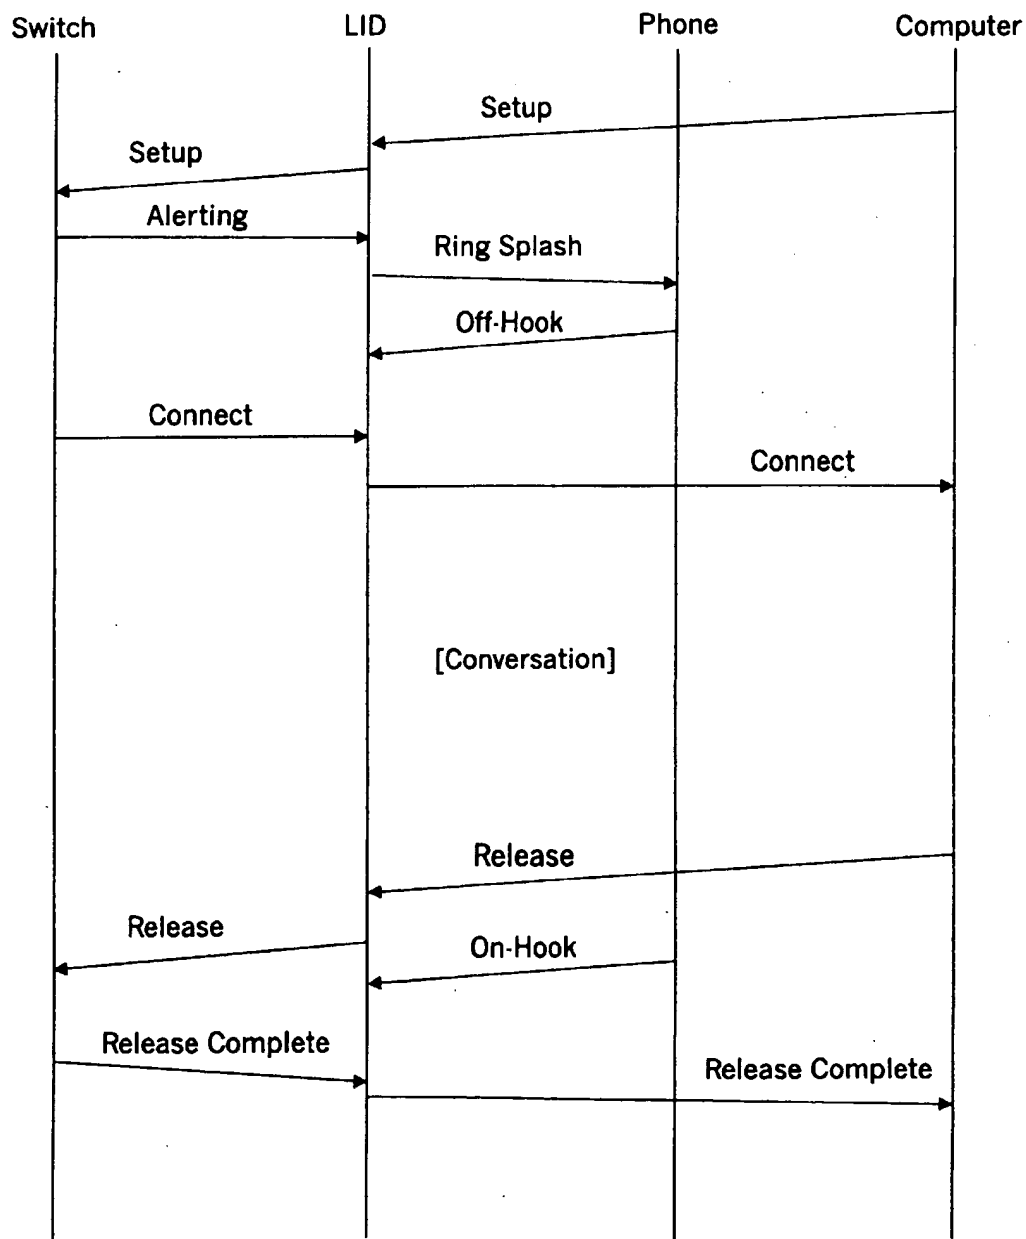 Switch LID Phone Computer
Setup
Setup
Alerting
Ring Splash
Off-Hook
Connect
Connect
[Conversation]
Release
Release
On-Hook
Release Complete
Release Complete